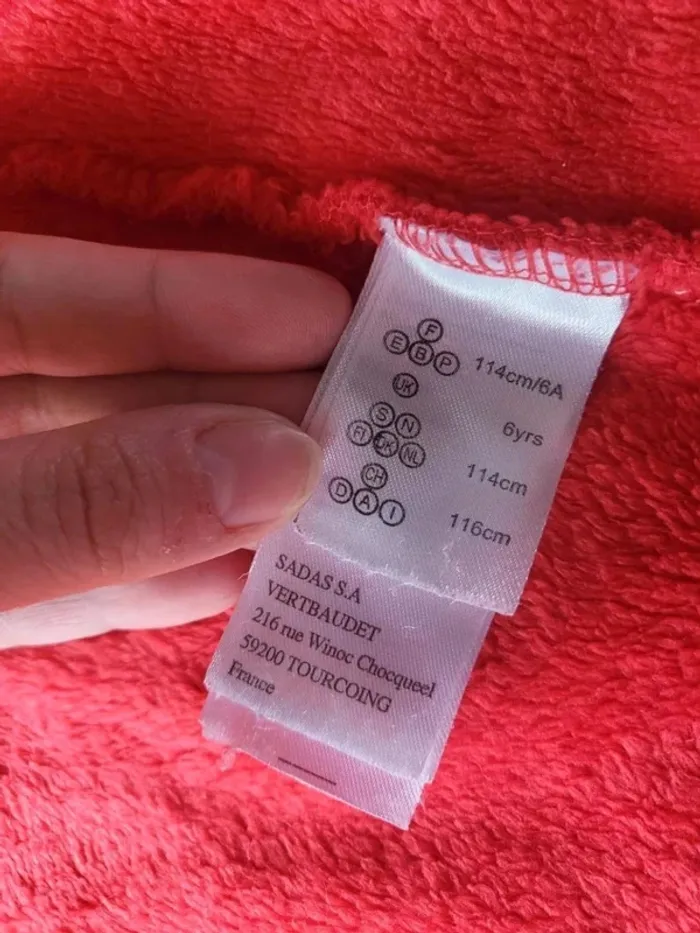 F
E B P 114cm/6A
UK 6yrs
S N
FI DK NL 114cm
CH
D A I 116cm
SADAS S.A
VERTBAUDET
216 rue Winoc Chocqueel
59200 TOURCOING
France